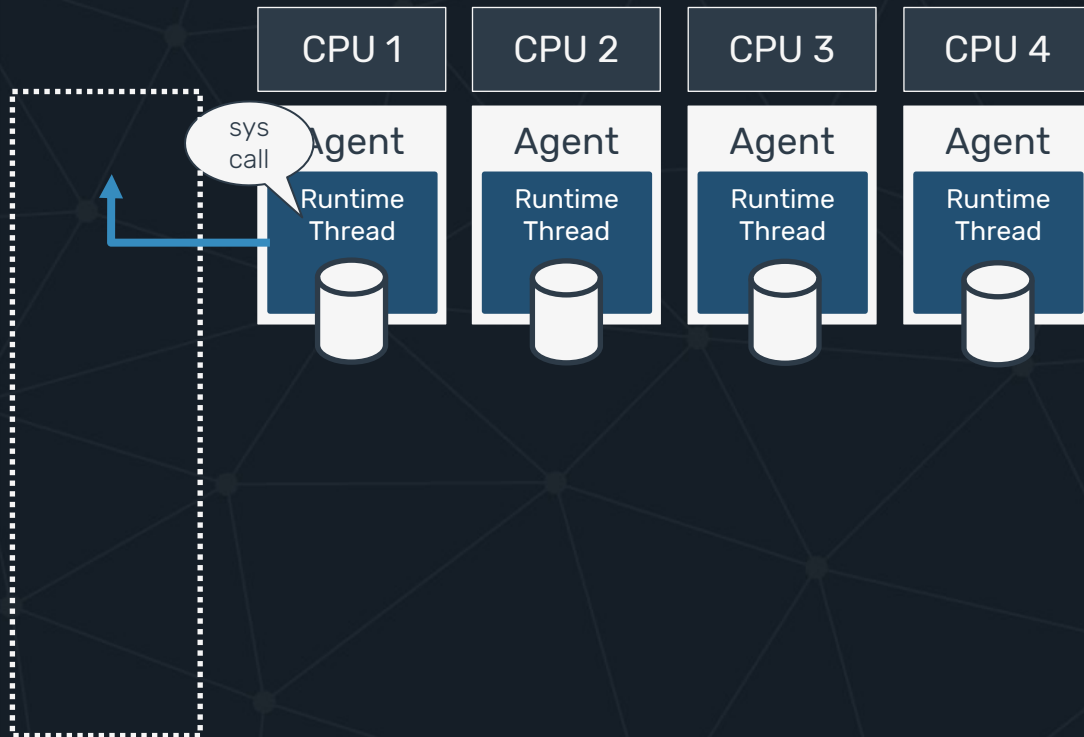 CPU 1
CPU 2
CPU 3
CPU 4
sys
call
Agent
Agent
Agent
Agent
Runtime
Thread
Runtime
Thread
Runtime
Thread
Runtime
Thread